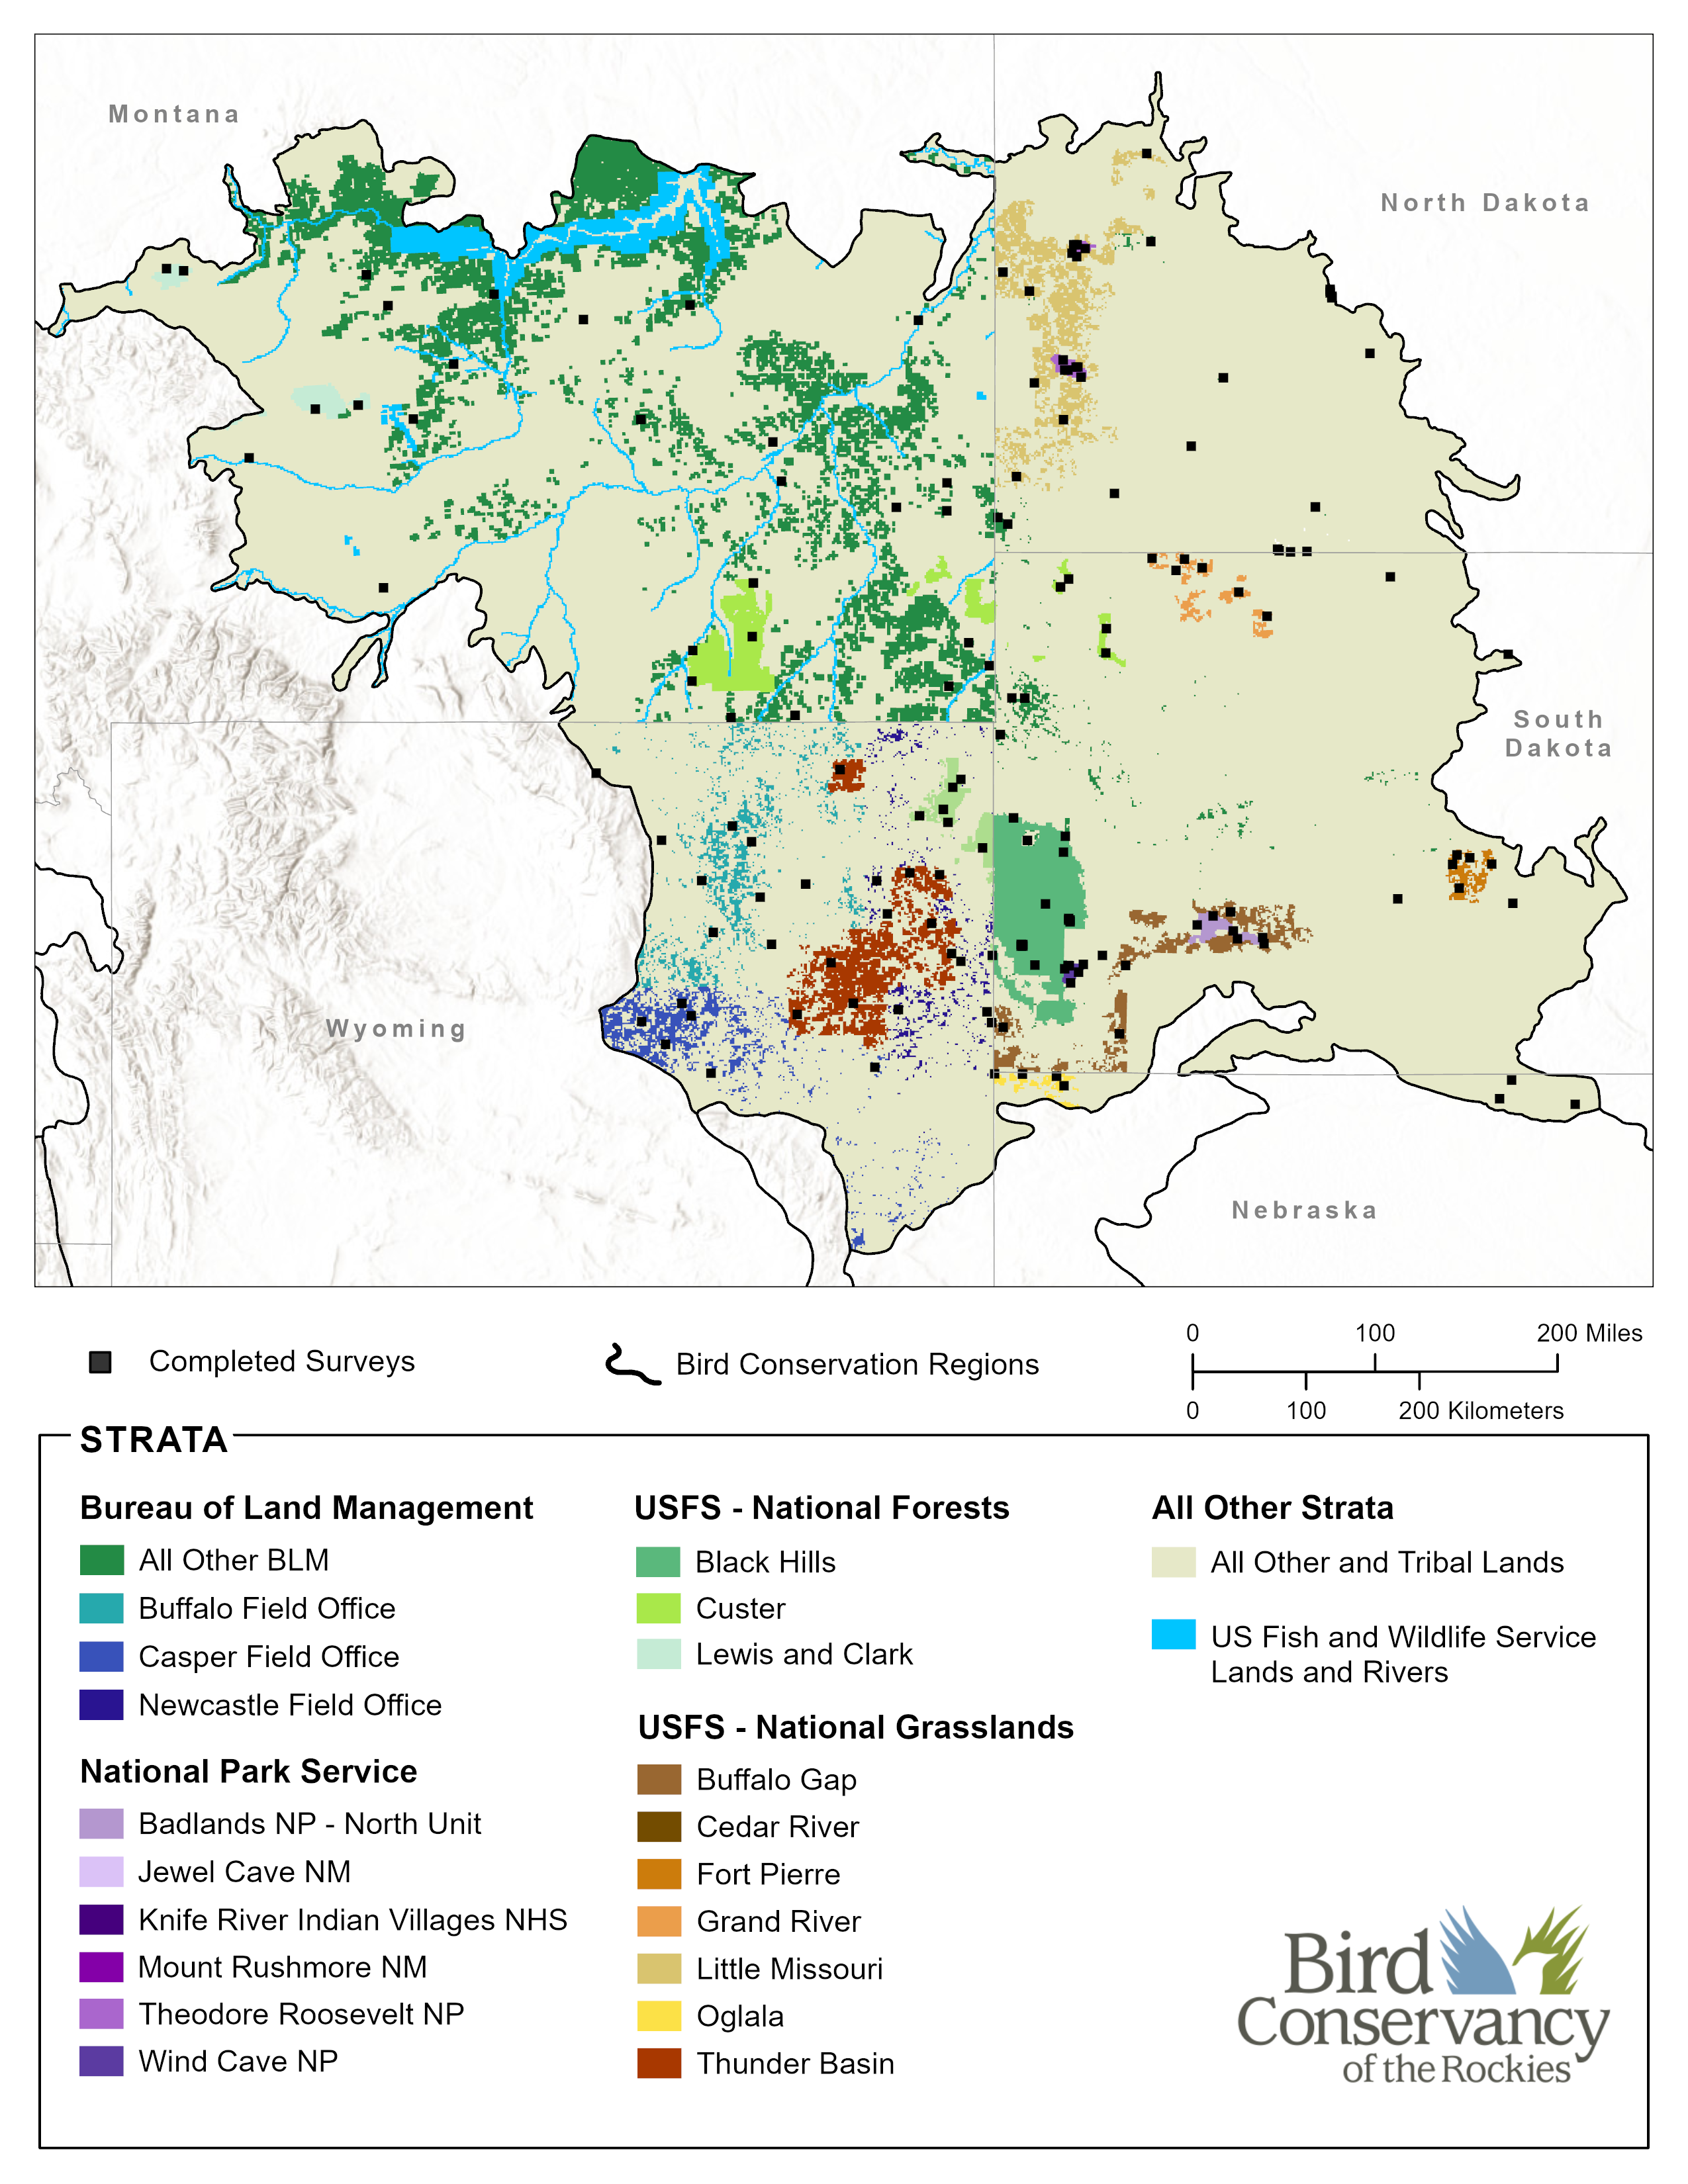 Montana
North Dakota
South
Dakota
Wyoming
Nebraska
Completed Surveys
Bird Conservation Regions
0 100 200 Miles
0 100 200 Kilometers
STRATA
Bureau of Land Management
All Other BLM
Buffalo Field Office
Casper Field Office
Newcastle Field Office
National Park Service
Badlands NP - North Unit
Jewel Cave NM
Knife River Indian Villages NHS
Mount Rushmore NM
Theodore Roosevelt NP
Wind Cave NP
USFS - National Forests
Black Hills
Custer
Lewis and Clark
USFS - National Grasslands
Buffalo Gap
Cedar River
Fort Pierre
Grand River
Little Missouri
Oglala
Thunder Basin
All Other Strata
All Other and Tribal Lands
US Fish and Wildlife Service
Lands and Rivers
Bird
Conservancy
of the Rockies